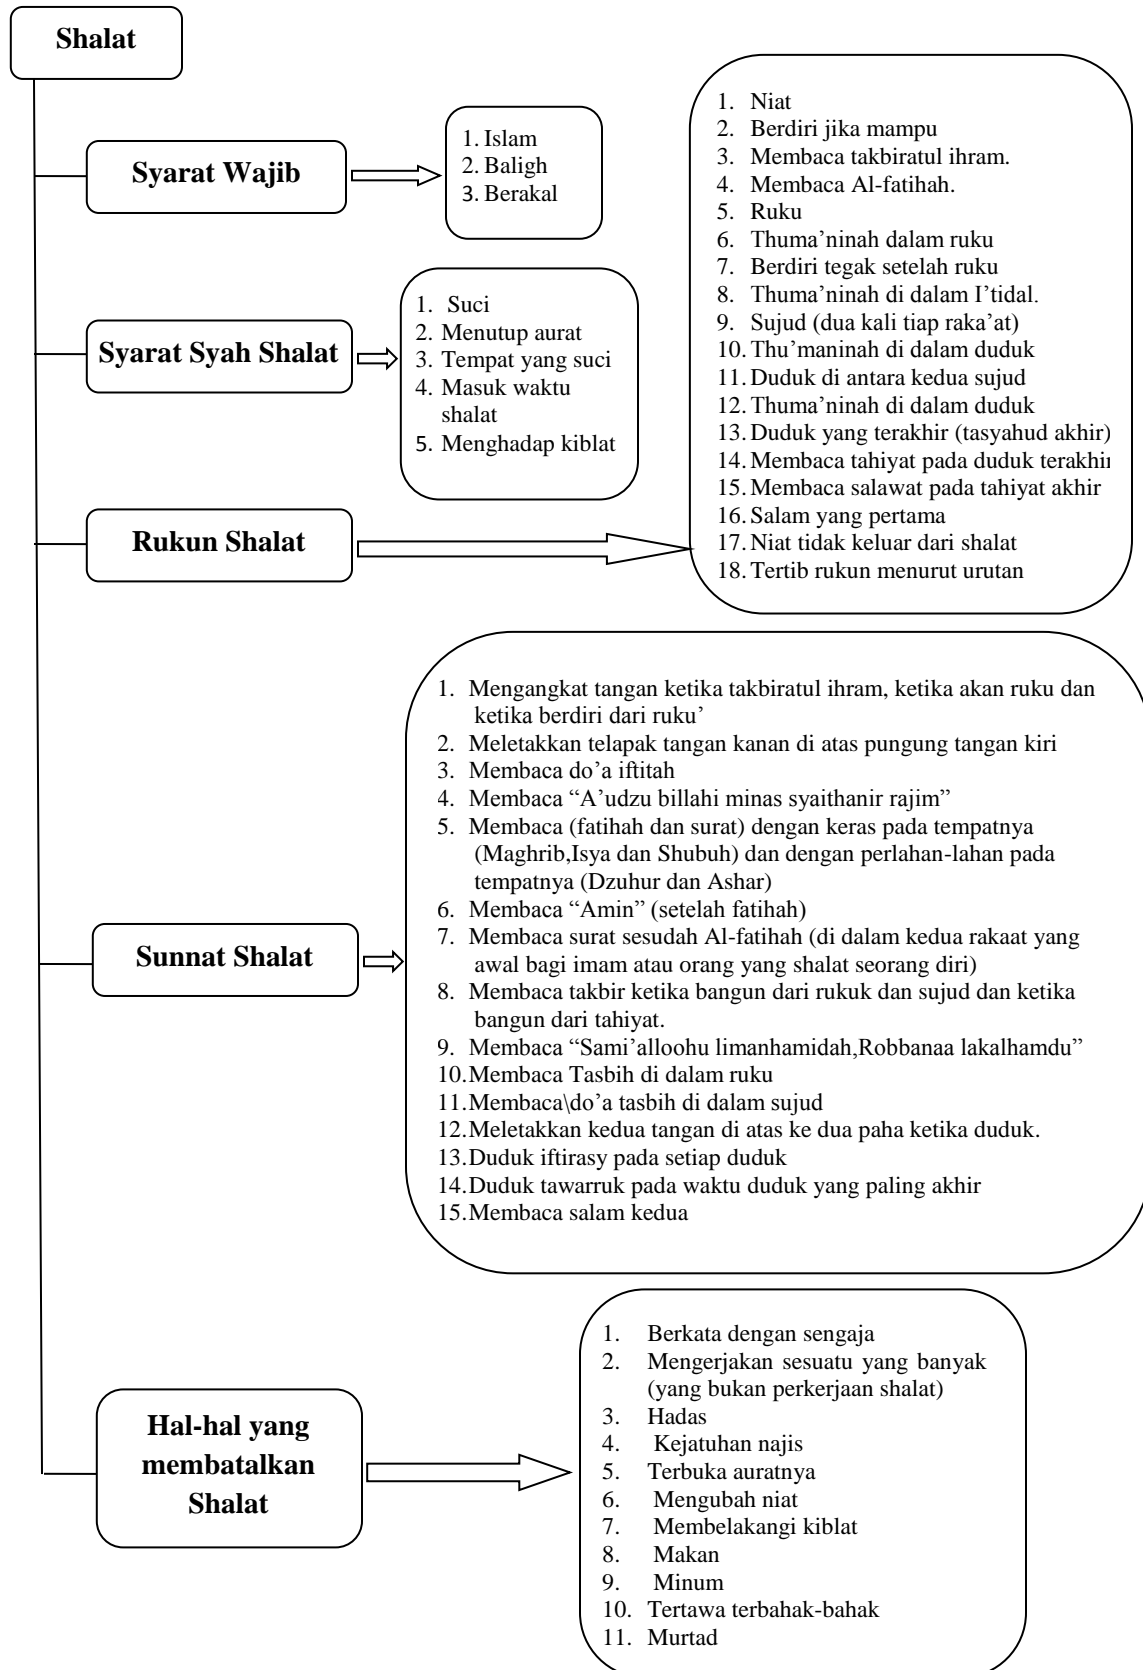 Shalat
Syarat Wajib
1. Islam
2. Baligh
3. Berakal
Syarat Syah Shalat
1. Suci
2. Menutup aurat
3. Tempat yang suci
4. Masuk waktu
shalat
5. Menghadap kiblat
Rukun Shalat
1. Niat
2. Berdiri jika mampu
3. Membaca takbiratul ihram.
4. Membaca Al-fatihah.
5. Ruku
6. Thuma’ninah dalam ruku
7. Berdiri tegak setelah ruku
8. Thuma’ninah di dalam I’tidal.
9. Sujud (dua kali tiap raka’at)
10. Thu’maninah di dalam duduk
11. Duduk di antara kedua sujud
12. Thuma’ninah di dalam duduk
13. Duduk yang terakhir (tasyahud akhir)
14. Membaca tahiyat pada duduk terakhir
15. Membaca salawat pada tahiyat akhir
16. Salam yang pertama
17. Niat tidak keluar dari shalat
18. Tertib rukun menurut urutan
Sunnat Shalat
1. Mengangkat tangan ketika takbiratul ihram, ketika akan ruku dan
ketika berdiri dari ruku’
2. Meletakkan telapak tangan kanan di atas pungung tangan kiri
3. Membaca do’a iftitah
4. Membaca “A’udzu billahi minas syaithanir rajim”
5. Membaca (fatihah dan surat) dengan keras pada tempatnya
(Maghrib,Isya dan Shubuh) dan dengan perlahan-lahan pada
tempatnya (Dzuhur dan Ashar)
6. Membaca “Amin” (setelah fatihah)
7. Membaca surat sesudah Al-fatihah (di dalam kedua rakaat yang
awal bagi imam atau orang yang shalat seorang diri)
8. Membaca takbir ketika bangun dari rukuk dan sujud dan ketika
bangun dari tahiyat.
9. Membaca “Sami’alloohu limanhamidah,Robbanaa lakalhamdu”
10. Membaca Tasbih di dalam ruku
11. Membaca\do’a tasbih di dalam sujud
12. Meletakkan kedua tangan di atas ke dua paha ketika duduk.
13. Duduk iftirasy pada setiap duduk
14. Duduk tawarruk pada waktu duduk yang paling akhir
15. Membaca salam kedua
Hal-hal yang
membatalkan
Shalat
1. Berkata dengan sengaja
2. Mengerjakan sesuatu yang banyak
(yang bukan perkerjaan shalat)
3. Hadas
4. Kejatuhan najis
5. Terbuka auratnya
6. Mengubah niat
7. Membelakangi kiblat
8. Makan
9. Minum
10. Tertawa terbahak-bahak
11. Murtad